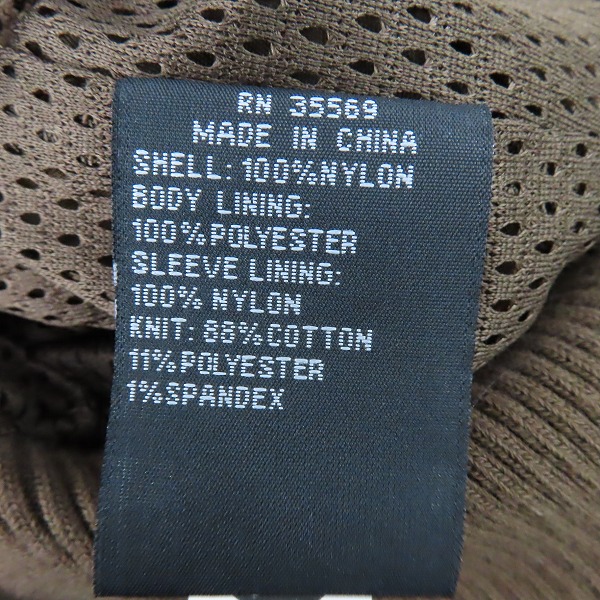 RN 35569
MADE IN CHINA
SHELL: 100%NYLON
BODY LINING:
100%POLYESTER
SLEEVE LINING:
100% NYLON
KNIT: 88%COTTON
11%POLYESTER
1%SPANDEX